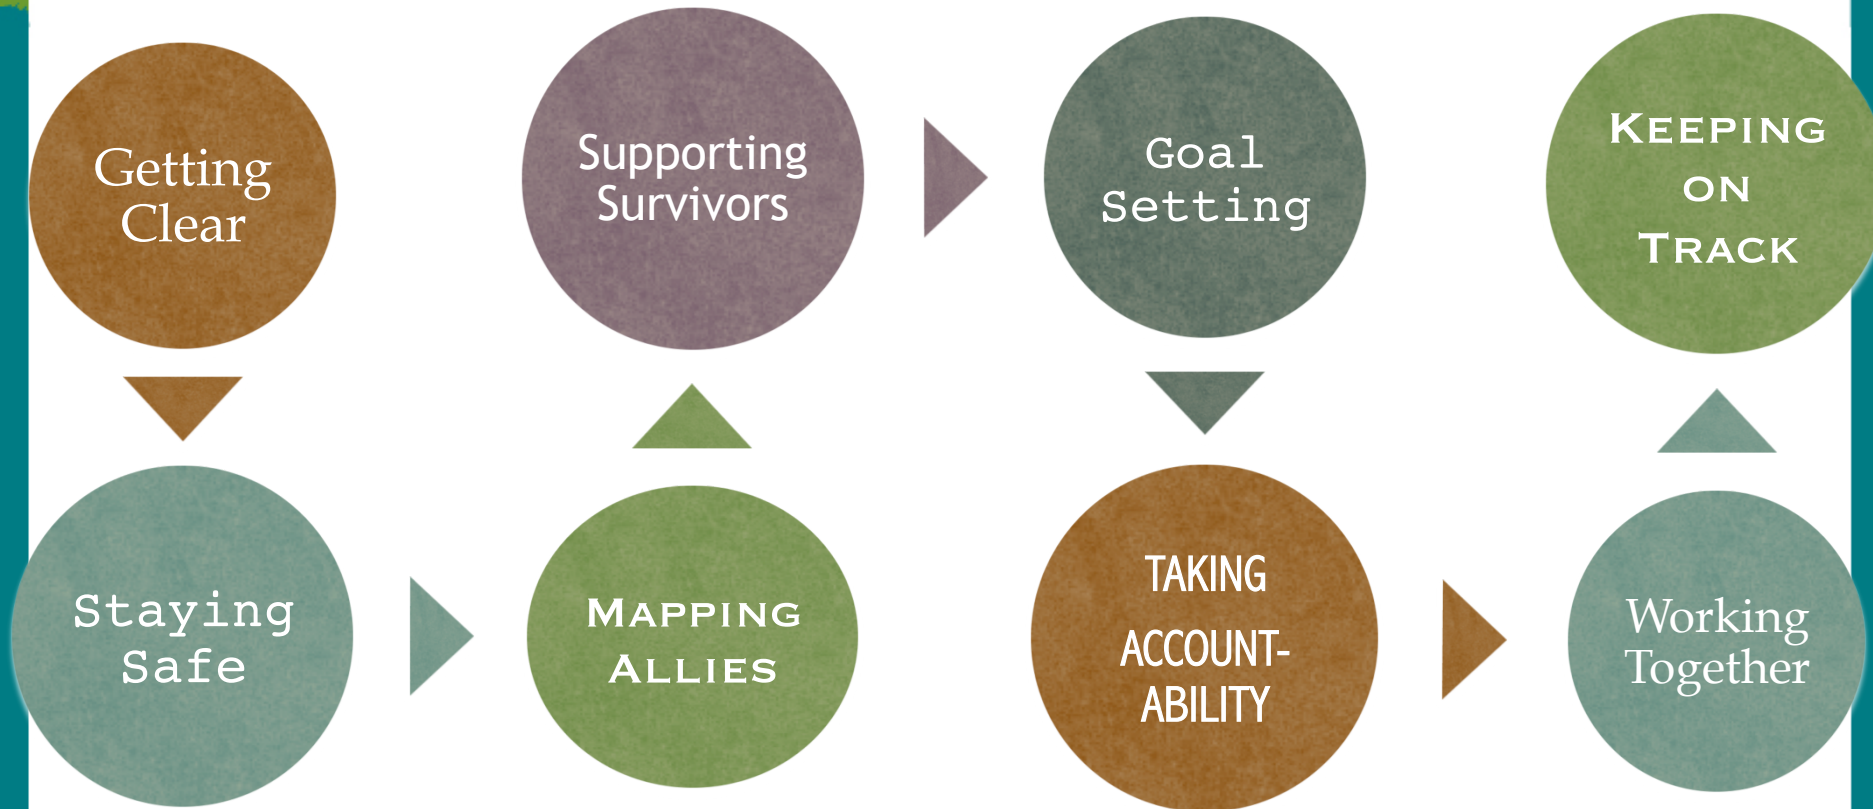 Getting
Clear
Staying
Safe
MAPPING
ALLIES
Supporting
Survivors
Goal
Setting
TAKING
ACCOUNT-
ABILITY
Working
Together
KEEPING
ON
TRACK